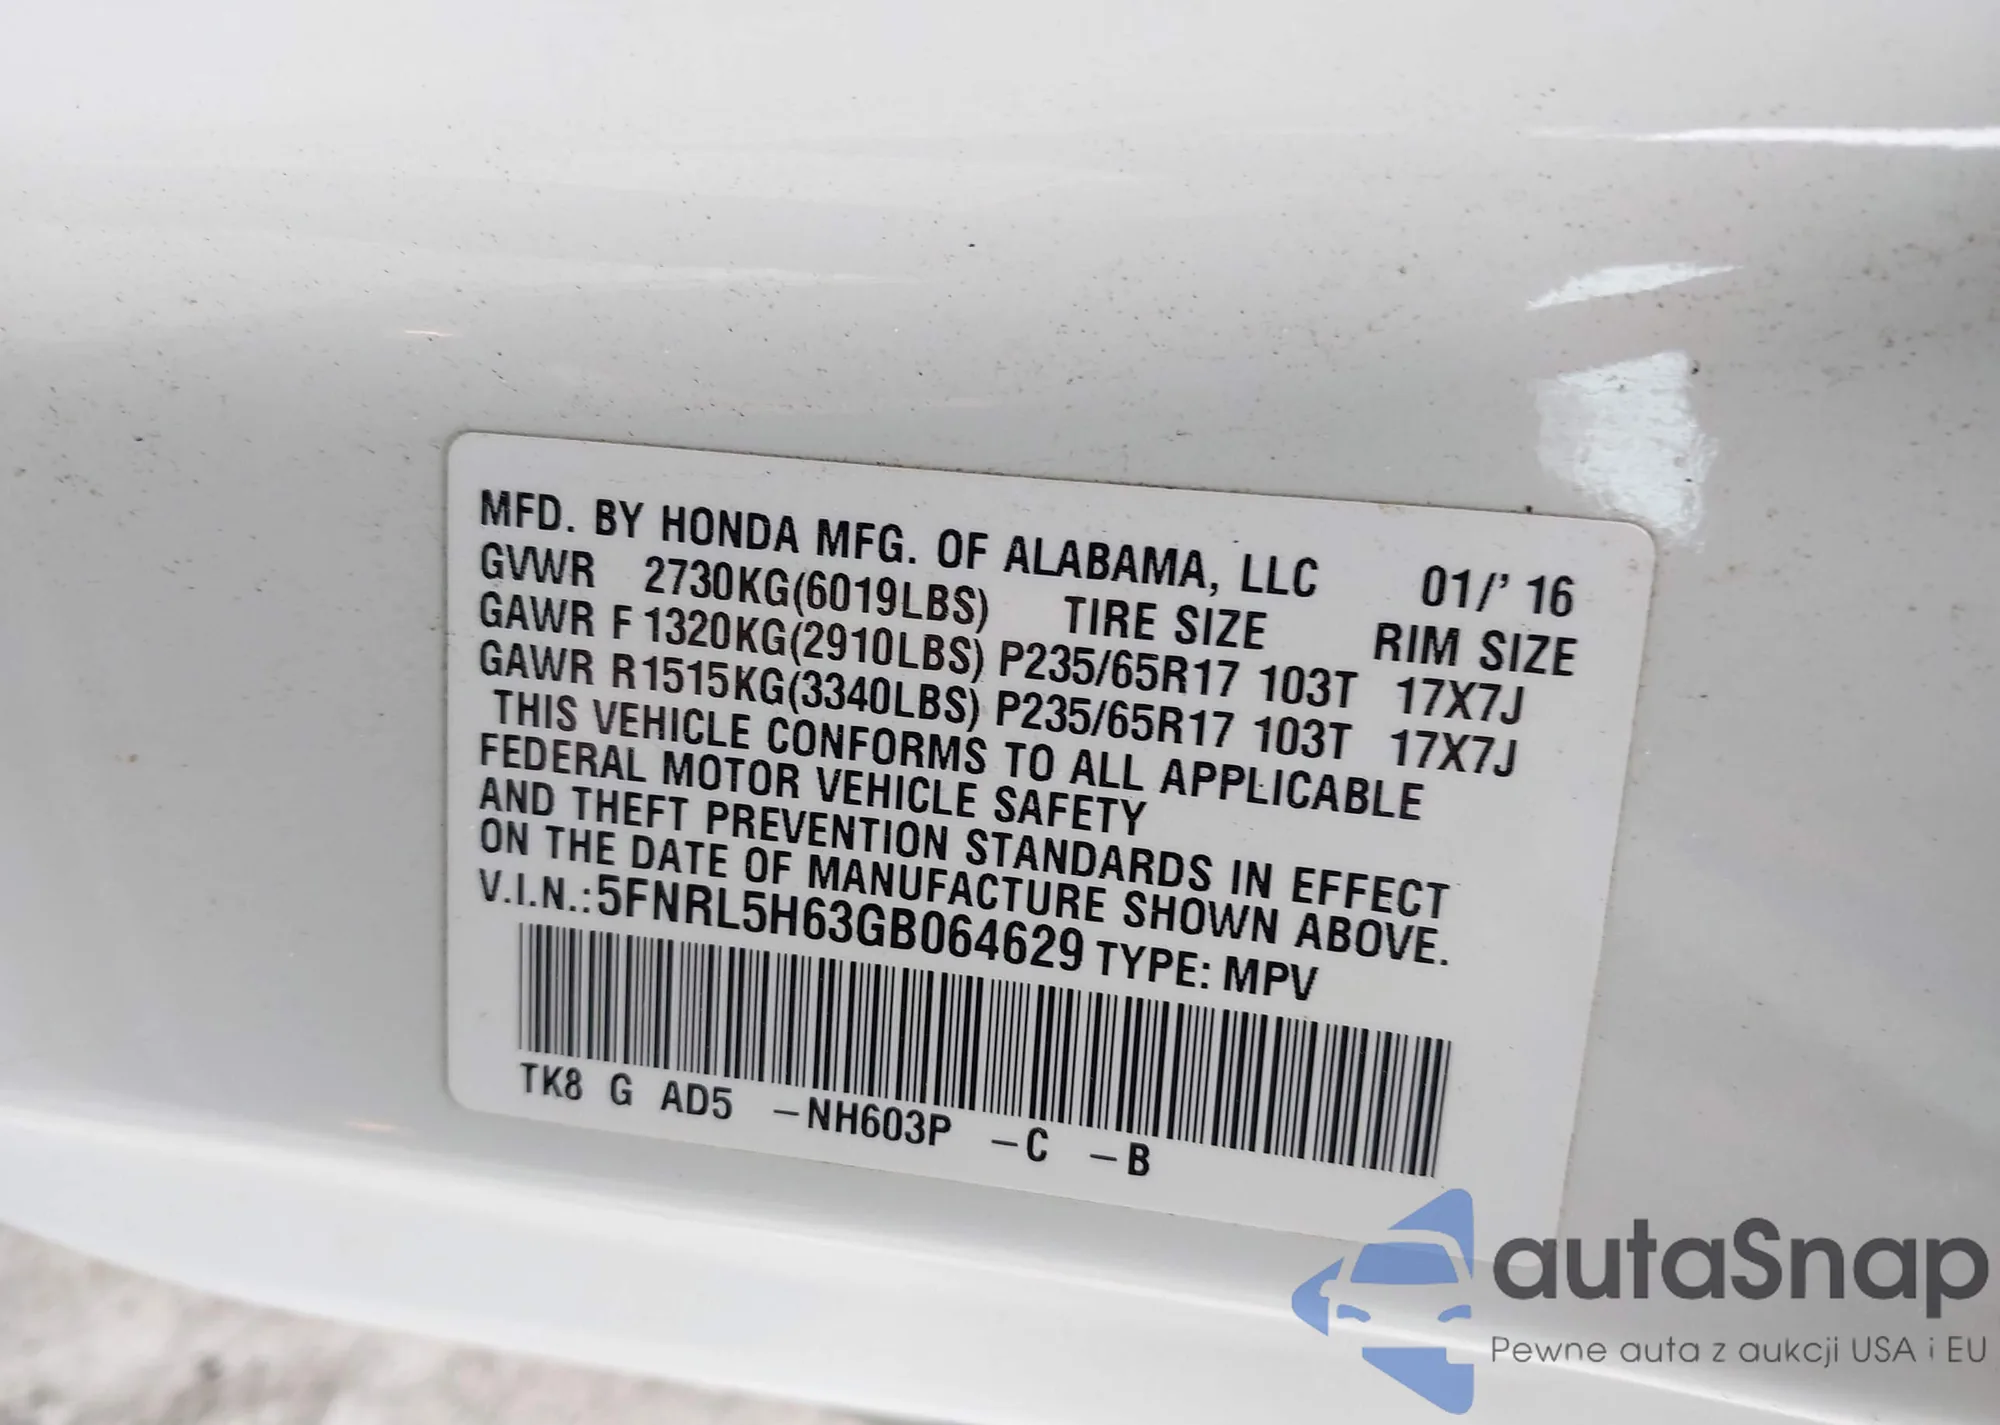 MFD. BY HONDA MFG. OF ALABAMA, LLC 01/' 16
GVWR 2730KG(6019LBS) TIRE SIZE RIM SIZE
GAWR F 1320KG(2910LBS) P235/65R17 103T 17X7J
GAWR R1515KG(3340LBS) P235/65R17 103T 17X7J
THIS VEHICLE CONFORMS TO ALL APPLICABLE
FEDERAL MOTOR VEHICLE SAFETY
AND THEFT PREVENTION STANDARDS IN EFFECT
ON THE DATE OF MANUFACTURE SHOWN ABOVE.
V.I.N.:5FNRL5H63GB064629 TYPE: MPV
TK8 G AD5 -NH603P -C -B
autaSnap
Pewne auta z aukcji USA i EU